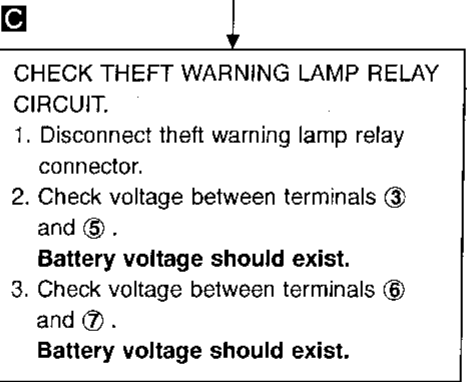 C
CHECK THEFT WARNING LAMP RELAY
CIRCUIT.
1. Disconnect theft warning lamp relay
connector.
2. Check voltage between terminals ③
and ⑤ .
Battery voltage should exist.
3. Check voltage between terminals ⑥
and ⑦ .
Battery voltage should exist.